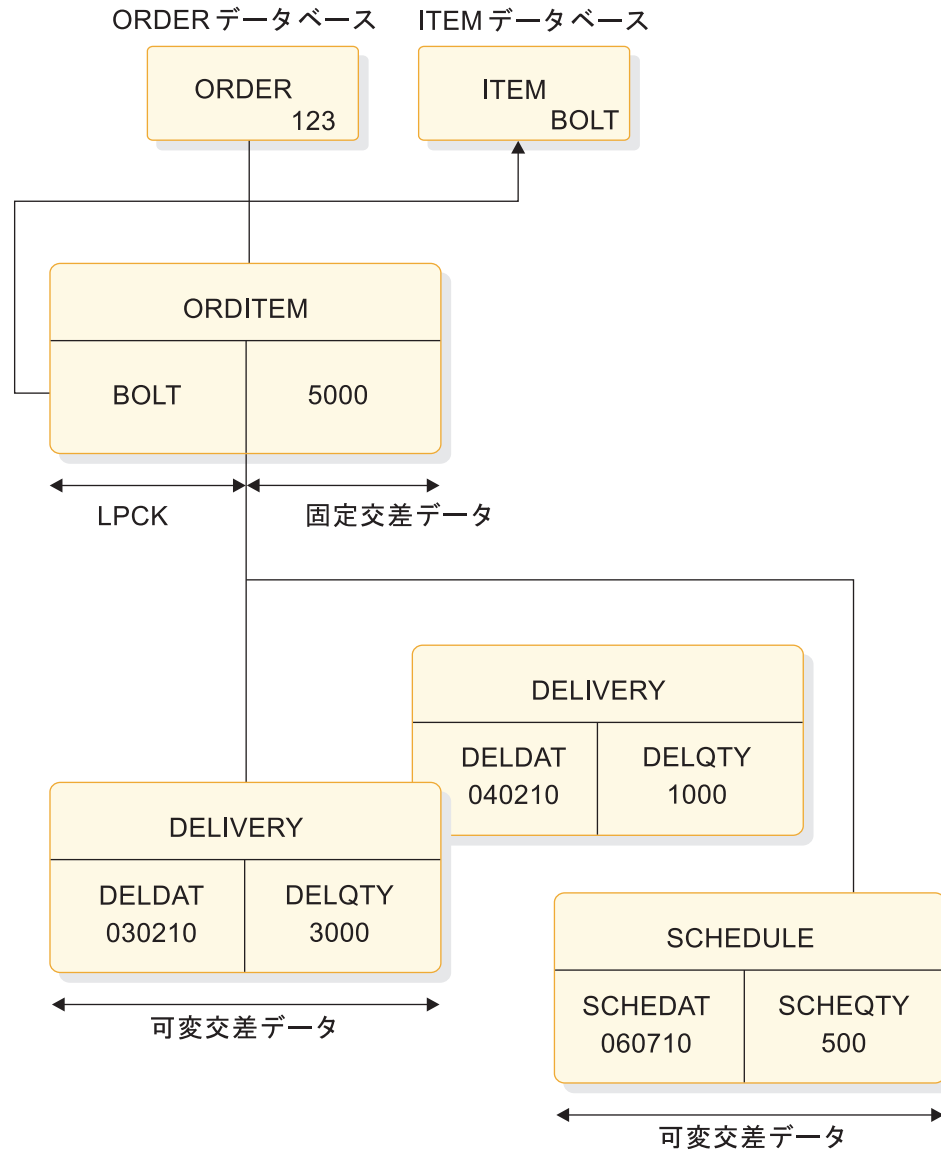 ORDER データベース
ITEM データベース
ORDER
123
ITEM
BOLT
ORDITEM
BOLT
5000
LPCK
固定交差データ
DELIVERY
DELDAT
040210
DELQTY
1000
DELIVERY
DELDAT
030210
DELQTY
3000
可変交差データ
SCHEDULE
SCHEDAT
060710
SCHEQTY
500
可変交差データ